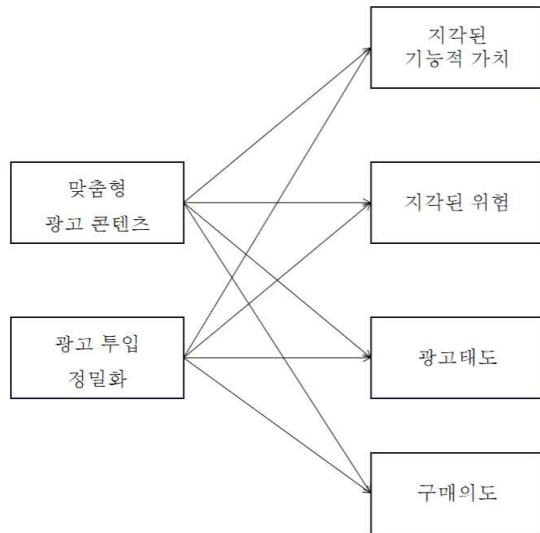 지각된
기능적 가치
맞춤형
광고 콘텐츠
지각된 위험
광고 투입
정밀화
광고태도
구매의도